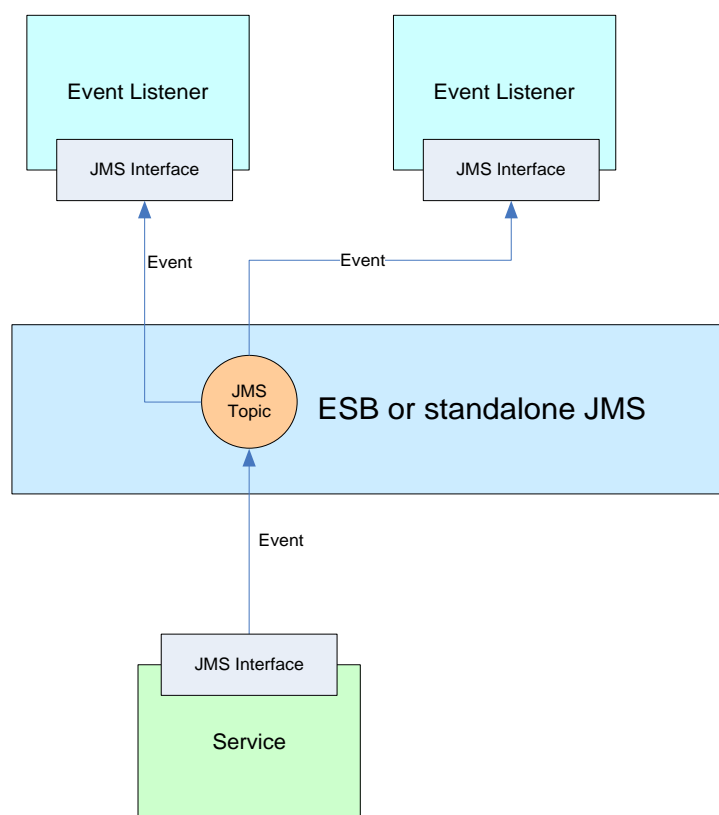 Event Listener
Event Listener
JMS Interface
JMS Interface
Event
Event
JMS
Topic
ESB or standalone JMS
Event
JMS Interface
Service